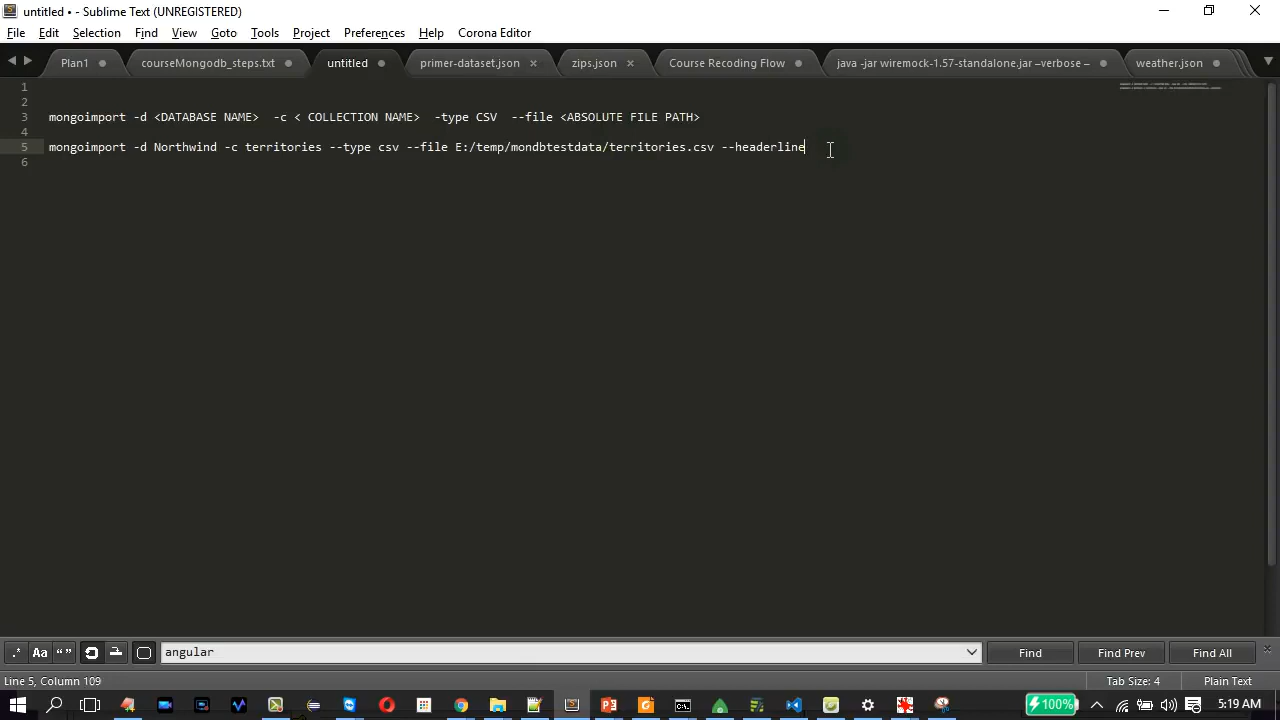 untitled • - Sublime Text (UNREGISTERED)
File Edit Selection Find View Goto Tools Project Preferences Help Corona Editor
Plan1 courseMongodb_steps.txt untitled primer-dataset.json zips.json Course Recoding Flow java -jar wiremock-1.57-standalone.jar –verbose – weather.json
1
2
3 mongoimport -d <DATABASE NAME>  -c < COLLECTION NAME>  -type CSV  --file <ABSOLUTE FILE PATH>
4
5 mongoimport -d Northwind -c territories --type csv --file E:/temp/mondbtestdata/territories.csv --headerline
6
.* Aa “ ” angular Find Find Prev Find All
Line 5, Column 109 Tab Size: 4 Plain Text
100% 5:19 AM